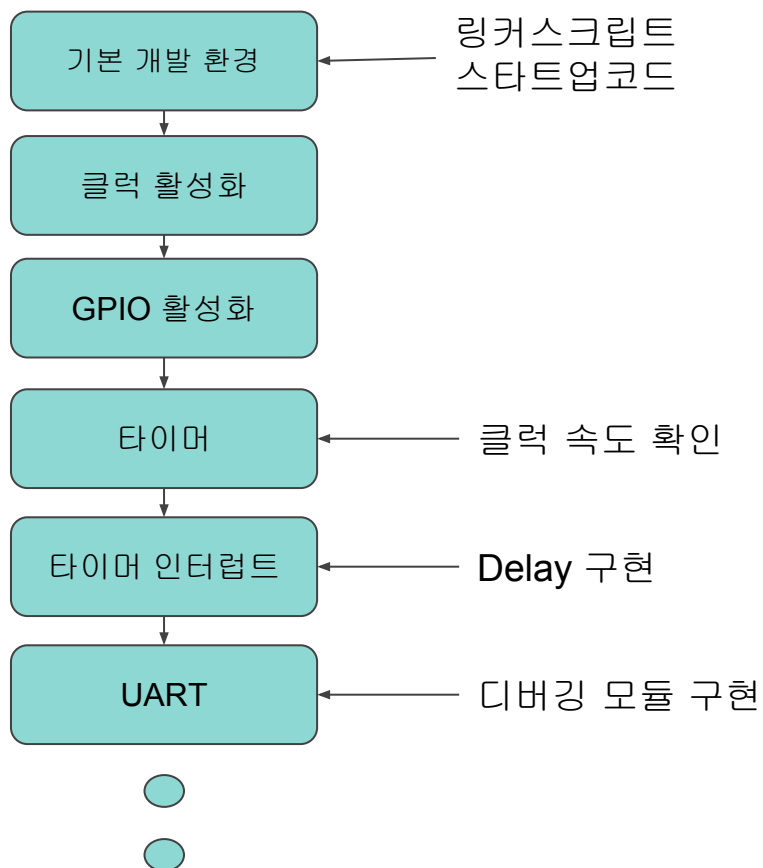 기본 개발 환경
링커스크립트
스타트업코드
클럭 활성화
GPIO 활성화
타이머
클럭 속도 확인
타이머 인터럽트
Delay 구현
UART
디버깅 모듈 구현